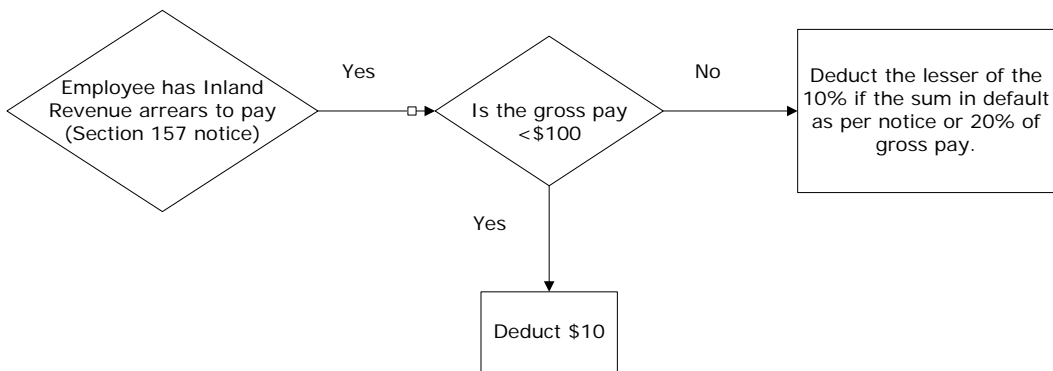 Employee has Inland
Revenue arrears to pay
(Section 157 notice)
Yes
Is the gross pay
<$100
No
Deduct the lesser of the
10% if the sum in default
as per notice or 20% of
gross pay.
Yes
Deduct $10